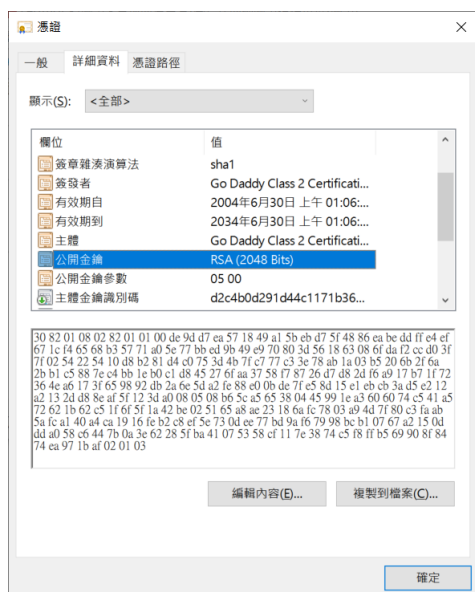 憑證
一般 詳細資料 憑證路徑
顯示(S): <全部>
欄位 值
簽章雜湊演算法 sha1
簽發者 Go Daddy Class 2 Certificati...
有效期自 2004年6月30日 上午 01:06:...
有效期到 2034年6月30日 上午 01:06:...
主體 Go Daddy Class 2 Certificati...
公開金鑰 RSA (2048 Bits)
公開金鑰參數 05 00
主體金鑰識別碼 d2c4b0d291d44c1171b36...
30 82 01 08 02 82 01 01 00 de 9d d7 ea 57 18 49 a1 5b eb d7 5f 48 86 ea be dd ff e4 ef
67 1c f4 65 68 b3 57 71 a0 5e 77 bb ed 9b 49 e9 70 80 3d 56 18 63 08 6f da f2 cc d0 3f
7f 02 54 22 54 10 d8 b2 81 d4 c0 75 3d 4b 7f c7 77 c3 3e 78 ab 1a 03 b5 20 6b 2f 6a
2b b1 c5 88 7e c4 bb 1e b0 c1 d8 45 27 6f aa 37 58 f7 87 26 d7 d8 2d f6 a9 17 b7 1f 72
36 4e a6 17 3f 65 98 92 db 2a 6e 5d a2 fe 88 e0 0b de 7f e5 8d 15 e1 eb cb 3a d5 e2 12
a2 13 2d d8 8e af 5f 12 3d a0 08 05 08 b6 5c a5 65 38 04 45 99 1e a3 60 60 74 c5 41 a5
72 62 1b 62 c5 1f 6f 5f 1a 42 be 02 51 65 a8 ae 23 18 6a fc 78 03 a9 4d 7f 80 c3 fa ab
5a fc a1 40 a4 ca 19 16 fe b2 c8 ef 5e 73 0d ee 77 bd 9a f6 79 98 bc b1 07 67 a2 15 0d
dd a0 58 c6 44 7b 0a 3e 62 28 5f ba 41 07 53 58 cf 11 7e 38 74 c5 f8 ff b5 69 90 8f 84
74 ea 97 1b af 02 01 03
編輯內容(E)... 複製到檔案(C)...
確定